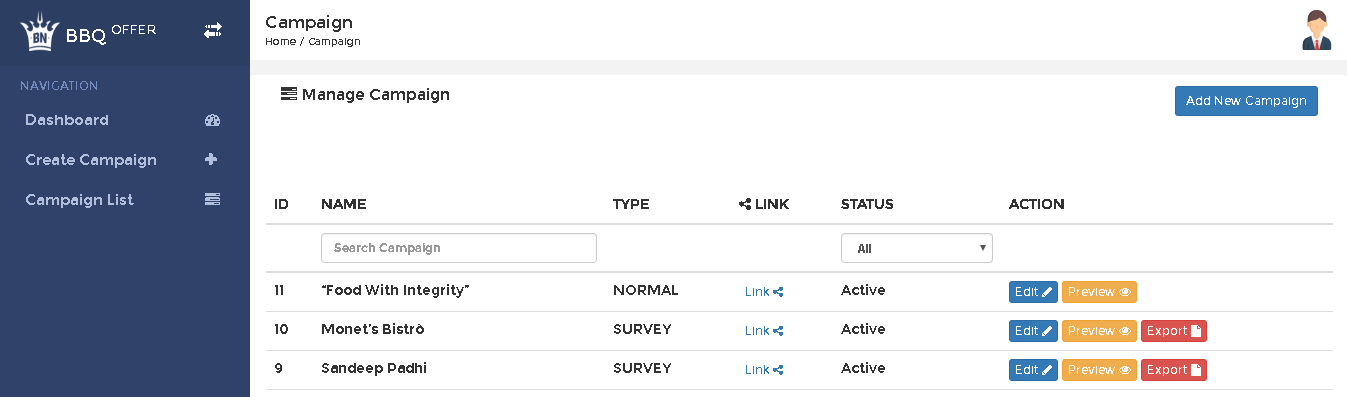 BN BBQ OFFER
NAVIGATION
Dashboard
Create Campaign
Campaign List
Campaign
Home / Campaign
Manage Campaign
Add New Campaign
ID NAME TYPE LINK STATUS ACTION
Search Campaign All
11 “Food With Integrity” NORMAL Link Active Edit Preview
10 Monet's Bistrò SURVEY Link Active Edit Preview Export
9 Sandeep Padhi SURVEY Link Active Edit Preview Export